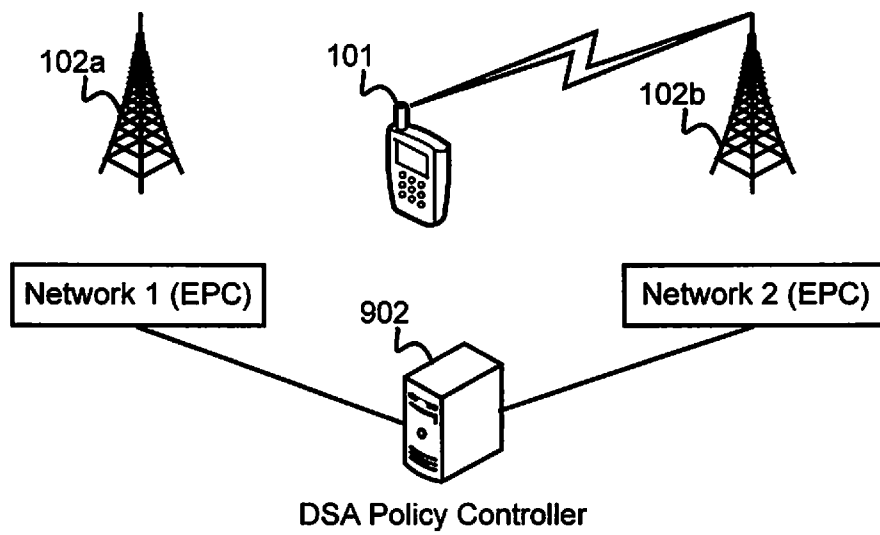 102a
101
102b
Network 1 (EPC)
Network 2 (EPC)
902
DSA Policy Controller